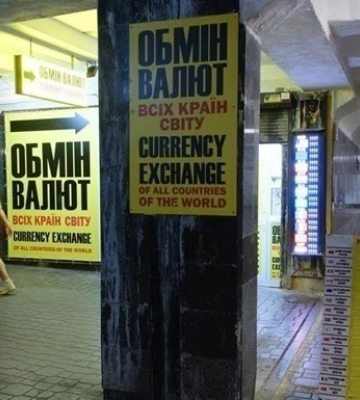 ОБМІН ВАЛЮТ
ОБМІН
ВАЛЮТ
ВСІХ КРАЇН
СВІТУ
CURRENCY
EXCHANGE
OF ALL COUNTRIES
OF THE WORLD
ОБМІН
ВАЛЮТ
ВСІХ КРАЇН СВІТУ
CURRENCY EXCHANGE
OF ALL COUNTRIES OF THE WORLD